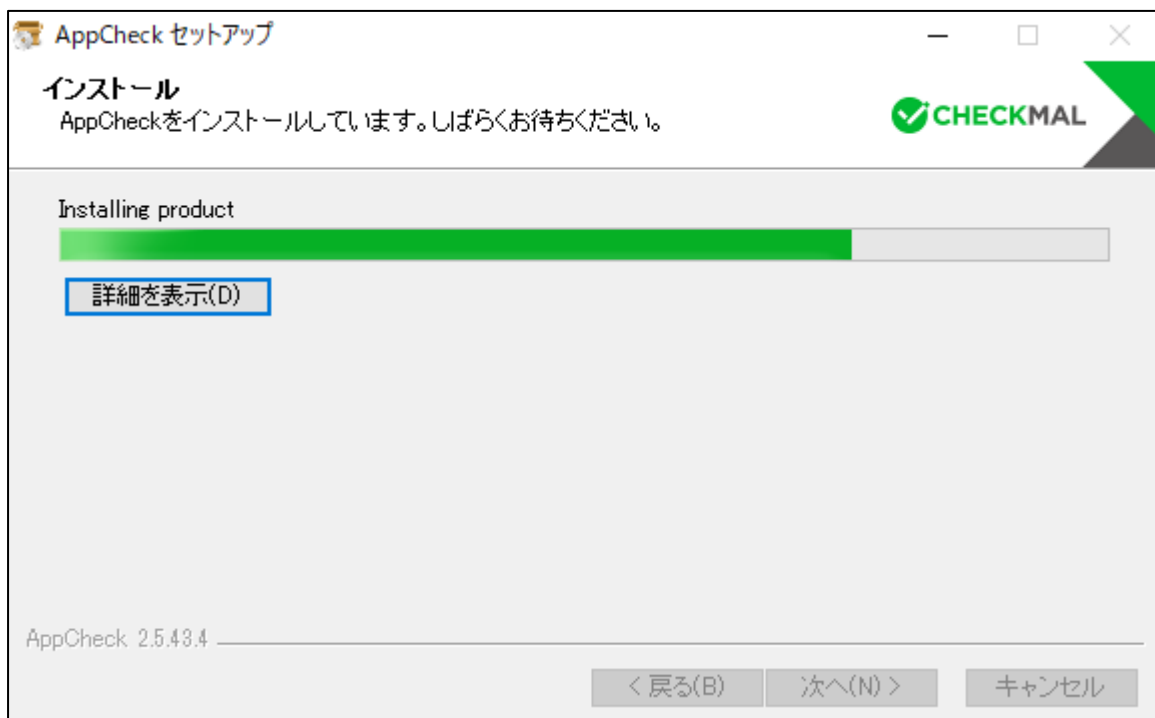 AppCheck セットアップ
インストール
AppCheckをインストールしています。しばらくお待ちください。
CHECKMAL
Installing product
詳細を表示(D)
AppCheck 2.5.43.4
< 戻る(B)
次へ(N) >
キャンセル